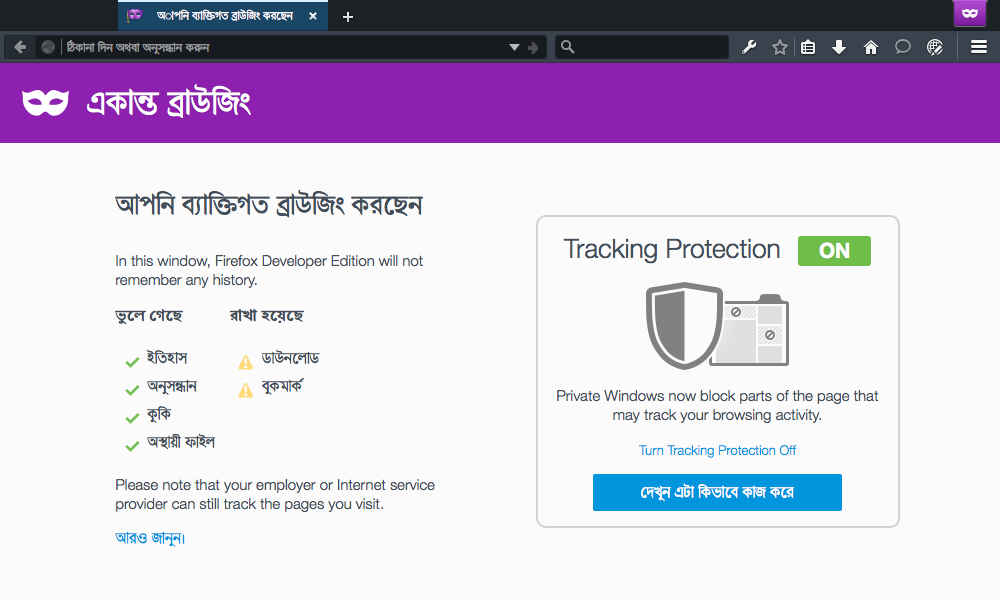 অাপনি ব্যাক্তিগত ব্রাউজিং করছেন
ঠিকানা দিন অথবা অনুসন্ধান করুন
একান্ত ব্রাউজিং
আপনি ব্যাক্তিগত ব্রাউজিং করছেন
In this window, Firefox Developer Edition will not
remember any history.
ভুলে গেছে রাখা হয়েছে
ইতিহাস ডাউনলোড
অনুসন্ধান বুকমার্ক
কুকি
অস্থায়ী ফাইল
Please note that your employer or Internet service
provider can still track the pages you visit.
আরও জানুন।
Tracking Protection ON
Private Windows now block parts of the page that
may track your browsing activity.
Turn Tracking Protection Off
দেখুন এটা কিভাবে কাজ করে